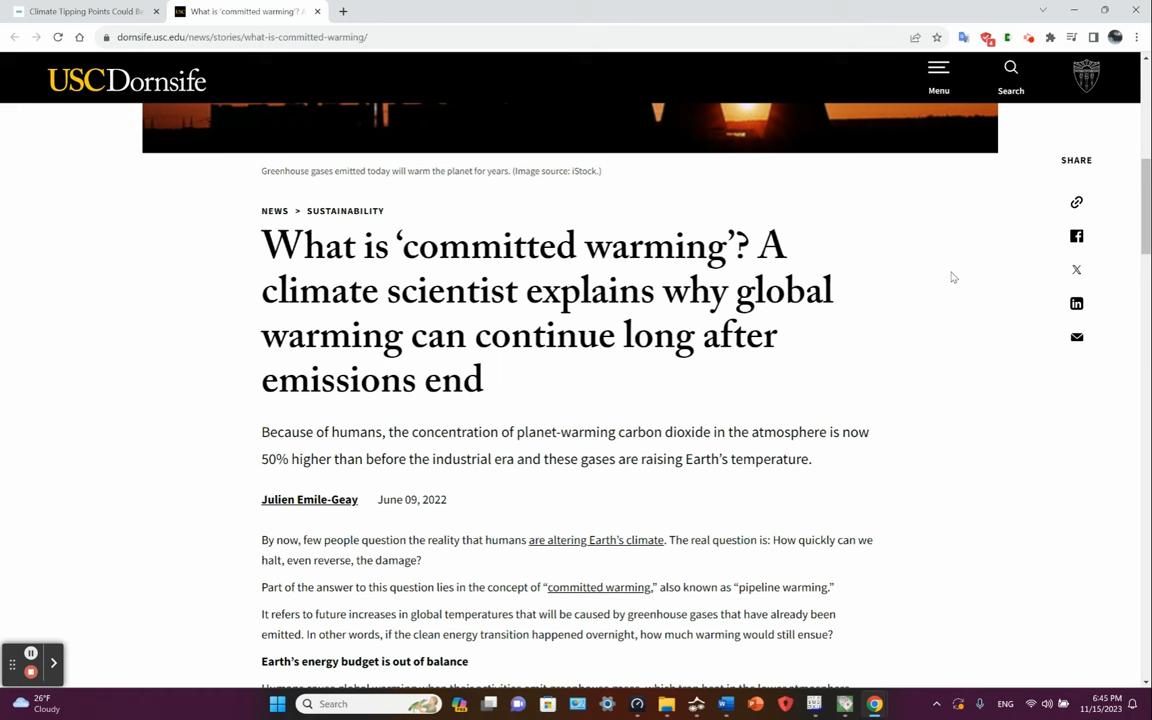 Climate Tipping Points Could Be
What is 'committed warming'? A
dornsife.usc.edu/news/stories/what-is-committed-warming/
USCDornsife
Menu
Search
Greenhouse gases emitted today will warm the planet for years. (Image source: iStock.)
SHARE
NEWS > SUSTAINABILITY
What is ‘committed warming’? A
climate scientist explains why global
warming can continue long after
emissions end
Because of humans, the concentration of planet-warming carbon dioxide in the atmosphere is now
50% higher than before the industrial era and these gases are raising Earth’s temperature.
Julien Emile-Geay June 09, 2022
By now, few people question the reality that humans are altering Earth’s climate. The real question is: How quickly can we
halt, even reverse, the damage?
Part of the answer to this question lies in the concept of “committed warming,” also known as “pipeline warming.”
It refers to future increases in global temperatures that will be caused by greenhouse gases that have already been
emitted. In other words, if the clean energy transition happened overnight, how much warming would still ensue?
Earth’s energy budget is out of balance
26°F
Cloudy
Search
ENG
6:45 PM
11/15/2023